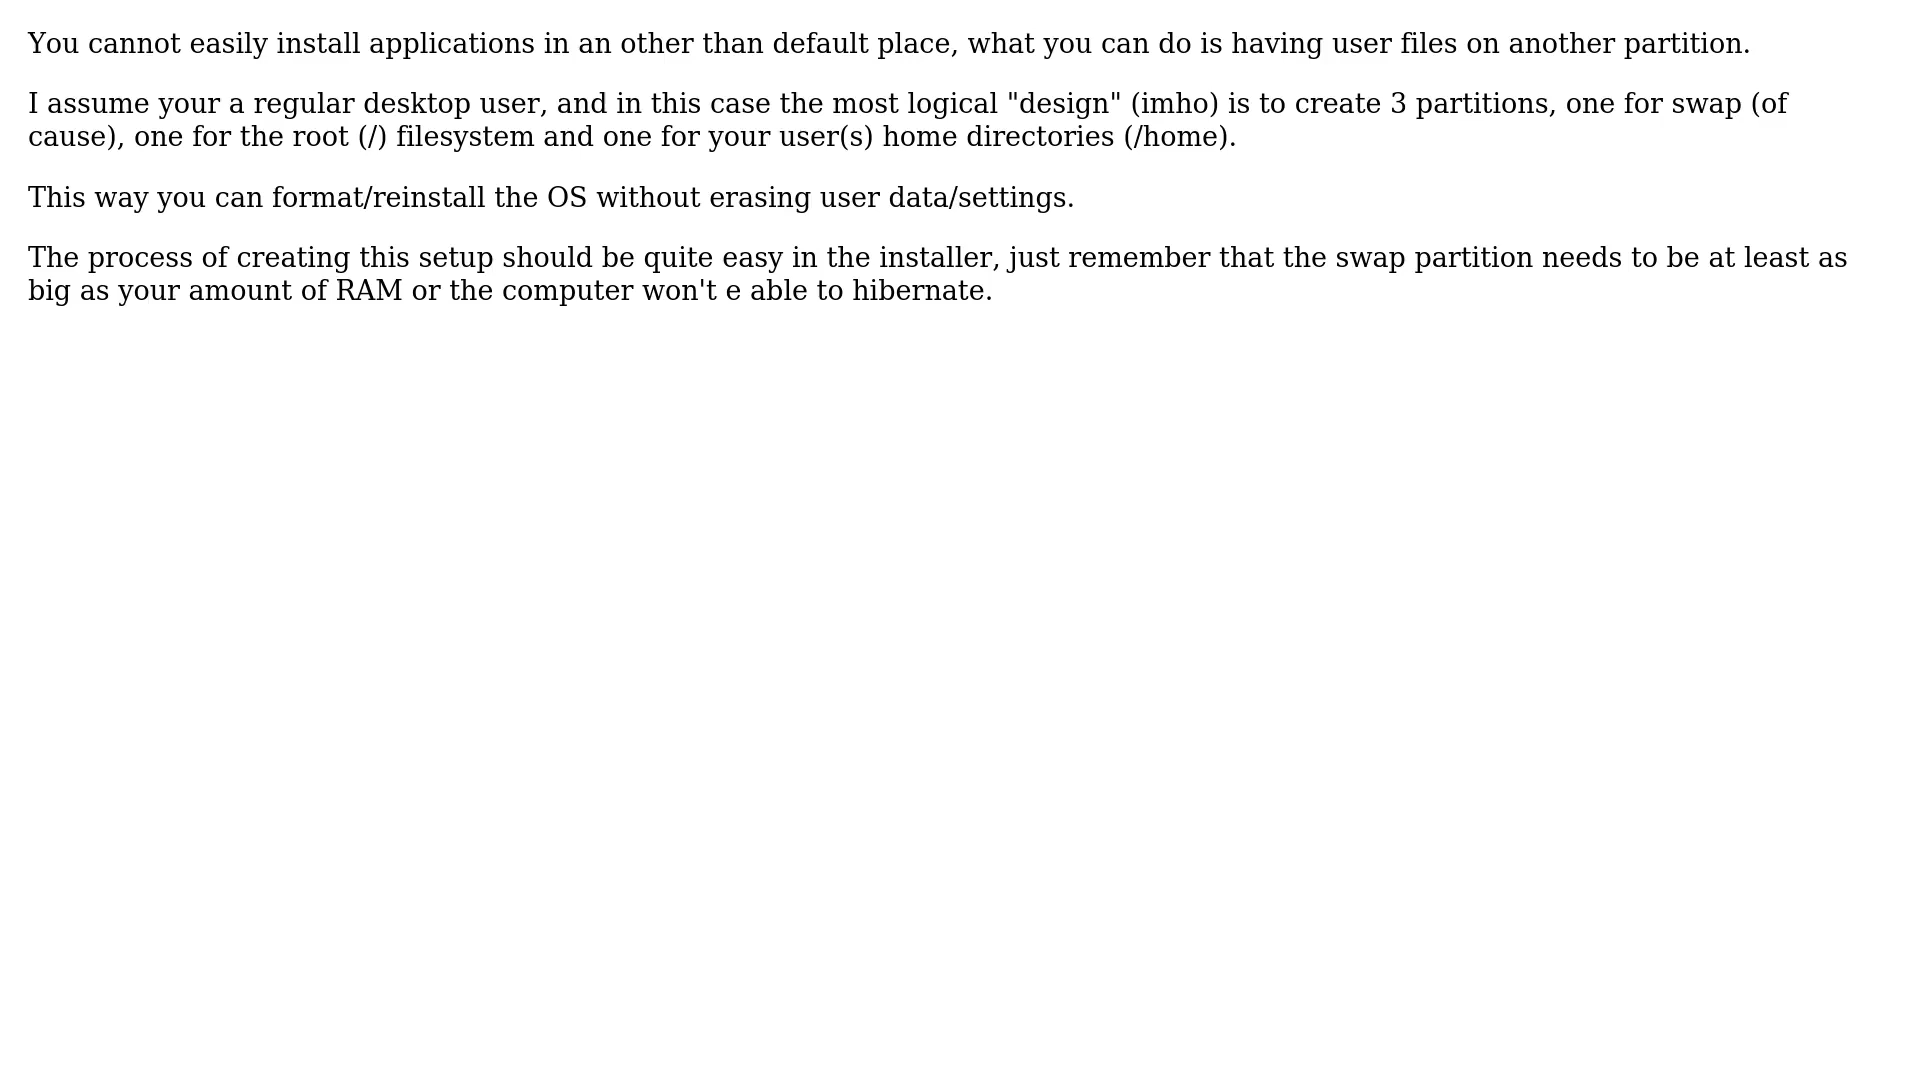 You cannot easily install applications in an other than default place, what you can do is having user files on another partition.
I assume your a regular desktop user, and in this case the most logical "design" (imho) is to create 3 partitions, one for swap (of
cause), one for the root (/) filesystem and one for your user(s) home directories (/home).
This way you can format/reinstall the OS without erasing user data/settings.
The process of creating this setup should be quite easy in the installer, just remember that the swap partition needs to be at least as
big as your amount of RAM or the computer won't e able to hibernate.